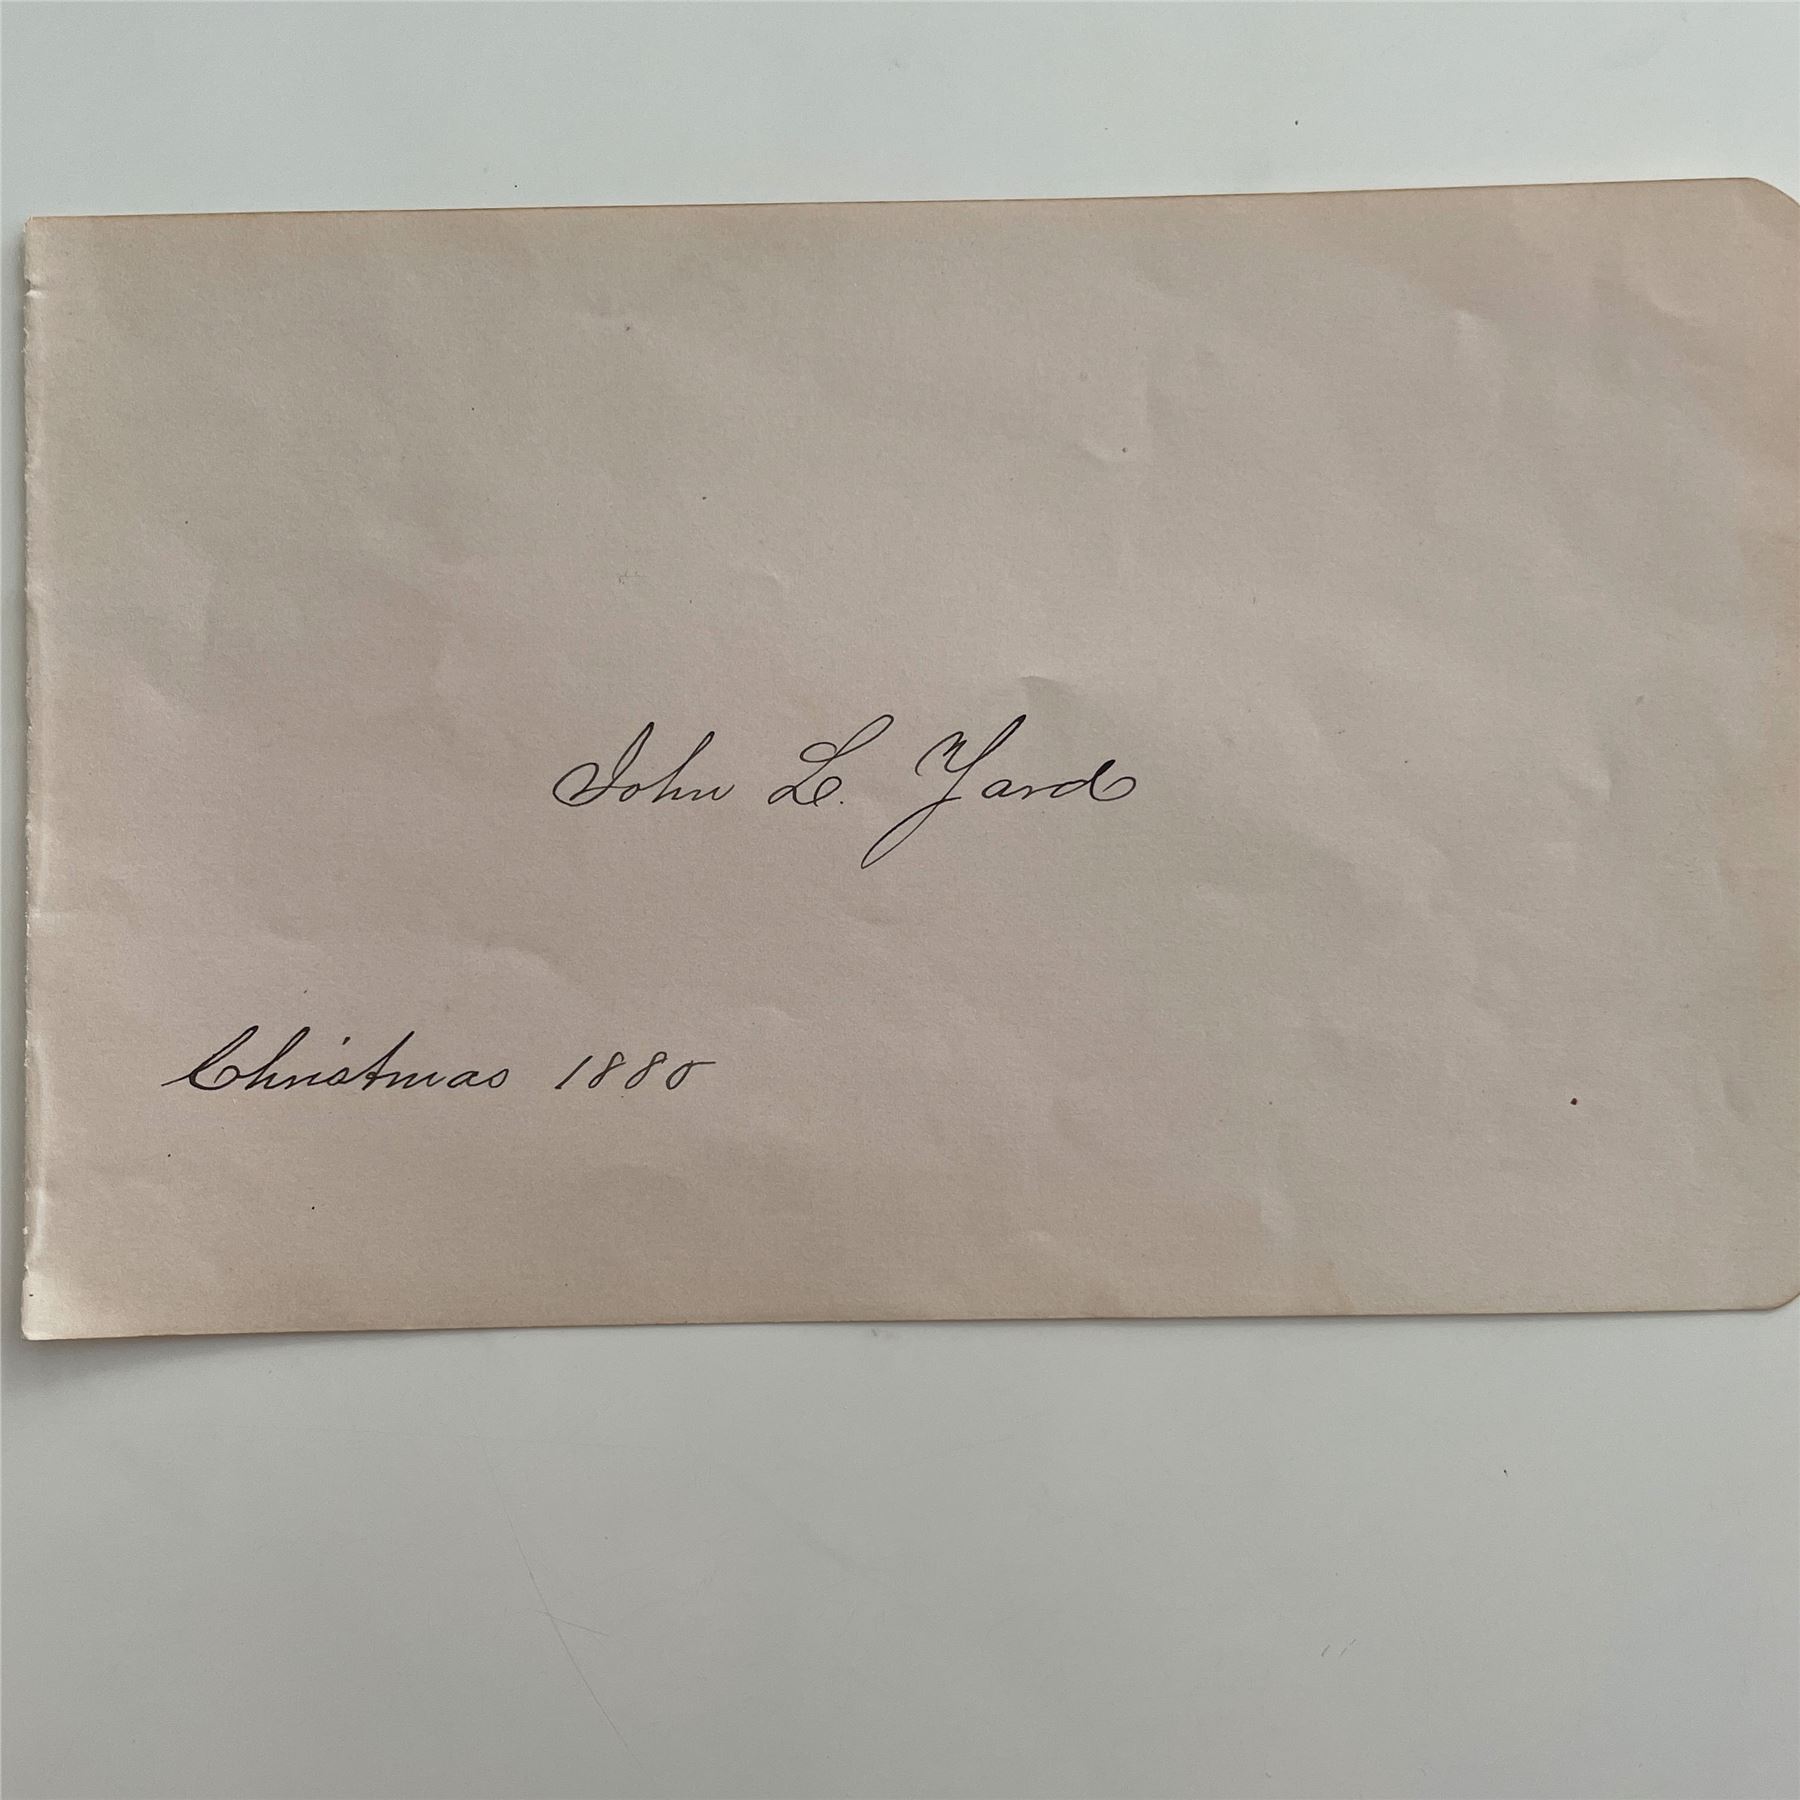 John L. Yard
Christmas 1880